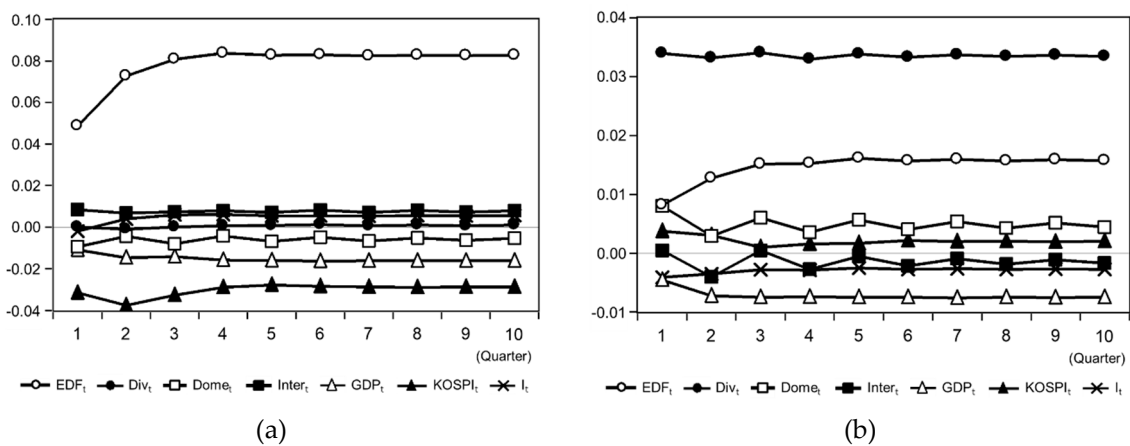 0.10
0.08
0.06
0.04
0.02
0.00
-0.02
-0.04
1 2 3 4 5 6 7 8 9 10
(Quarter)
EDFt Divt Domet Intert GDPt KOSPIt It
(a)
0.04
0.03
0.02
0.01
0.00
-0.01
1 2 3 4 5 6 7 8 9 10
(Quarter)
EDFt Divt Domet Intert GDPt KOSPIt It
(b)